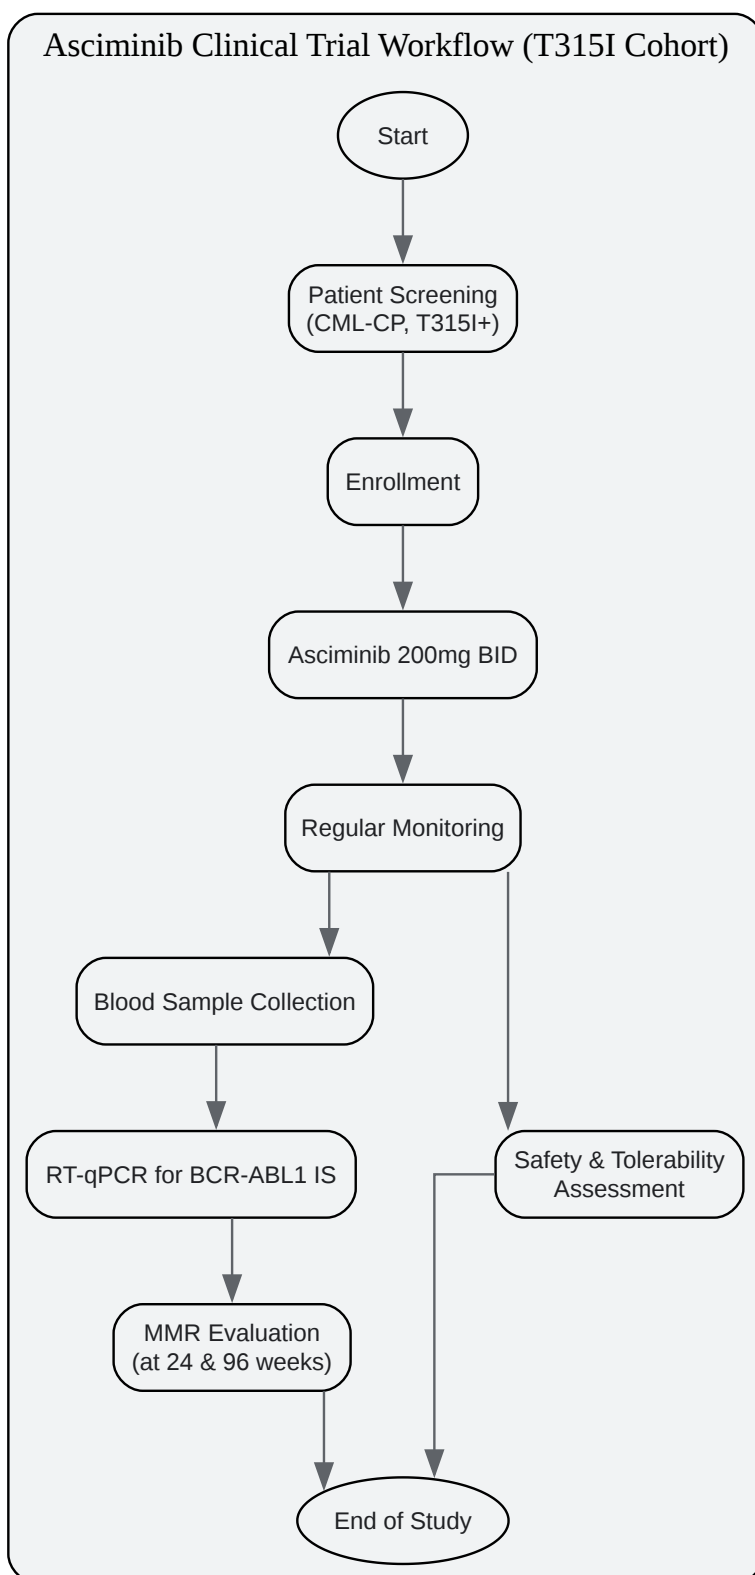 Asciminib Clinical Trial Workflow (T315I Cohort)
Start
Patient Screening
(CML-CP, T315I+)
Enrollment
Asciminib 200mg BID
Regular Monitoring
Blood Sample Collection
RT-qPCR for BCR-ABL1 IS
Safety & Tolerability
Assessment
MMR Evaluation
(at 24 & 96 weeks)
End of Study